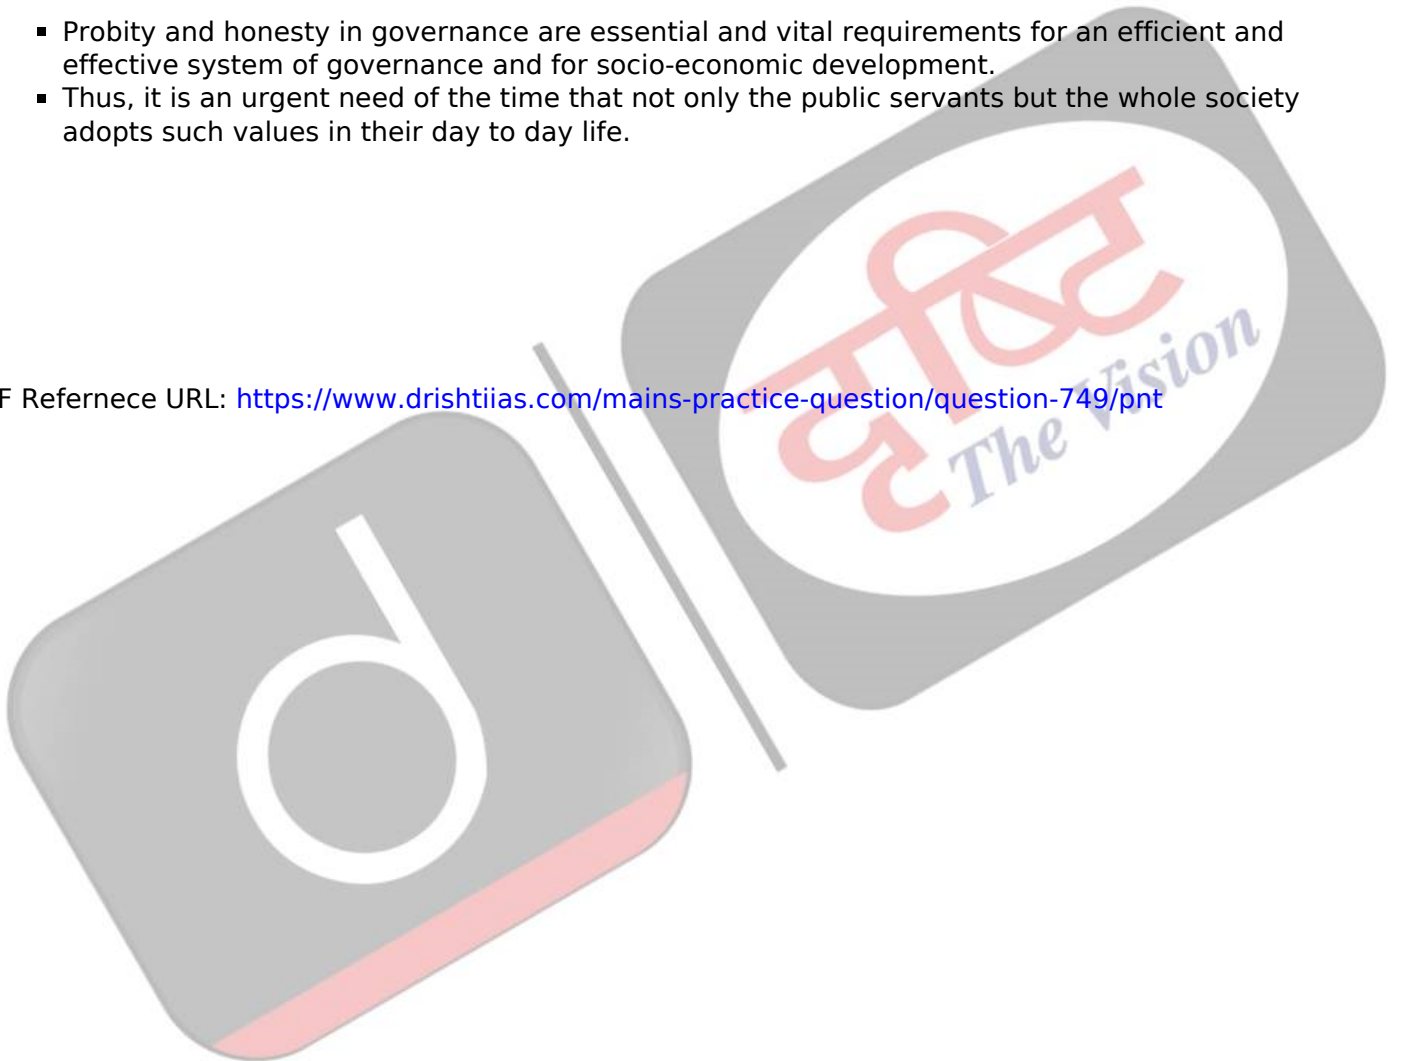 ▪ Probity and honesty in governance are essential and vital requirements for an efficient and
effective system of governance and for socio-economic development.
▪ Thus, it is an urgent need of the time that not only the public servants but the whole society
adopts such values in their day to day life.
दृष्टि
The Vision
F Refernece URL: https://www.drishtiias.com/mains-practice-question/question-749/pnt
d